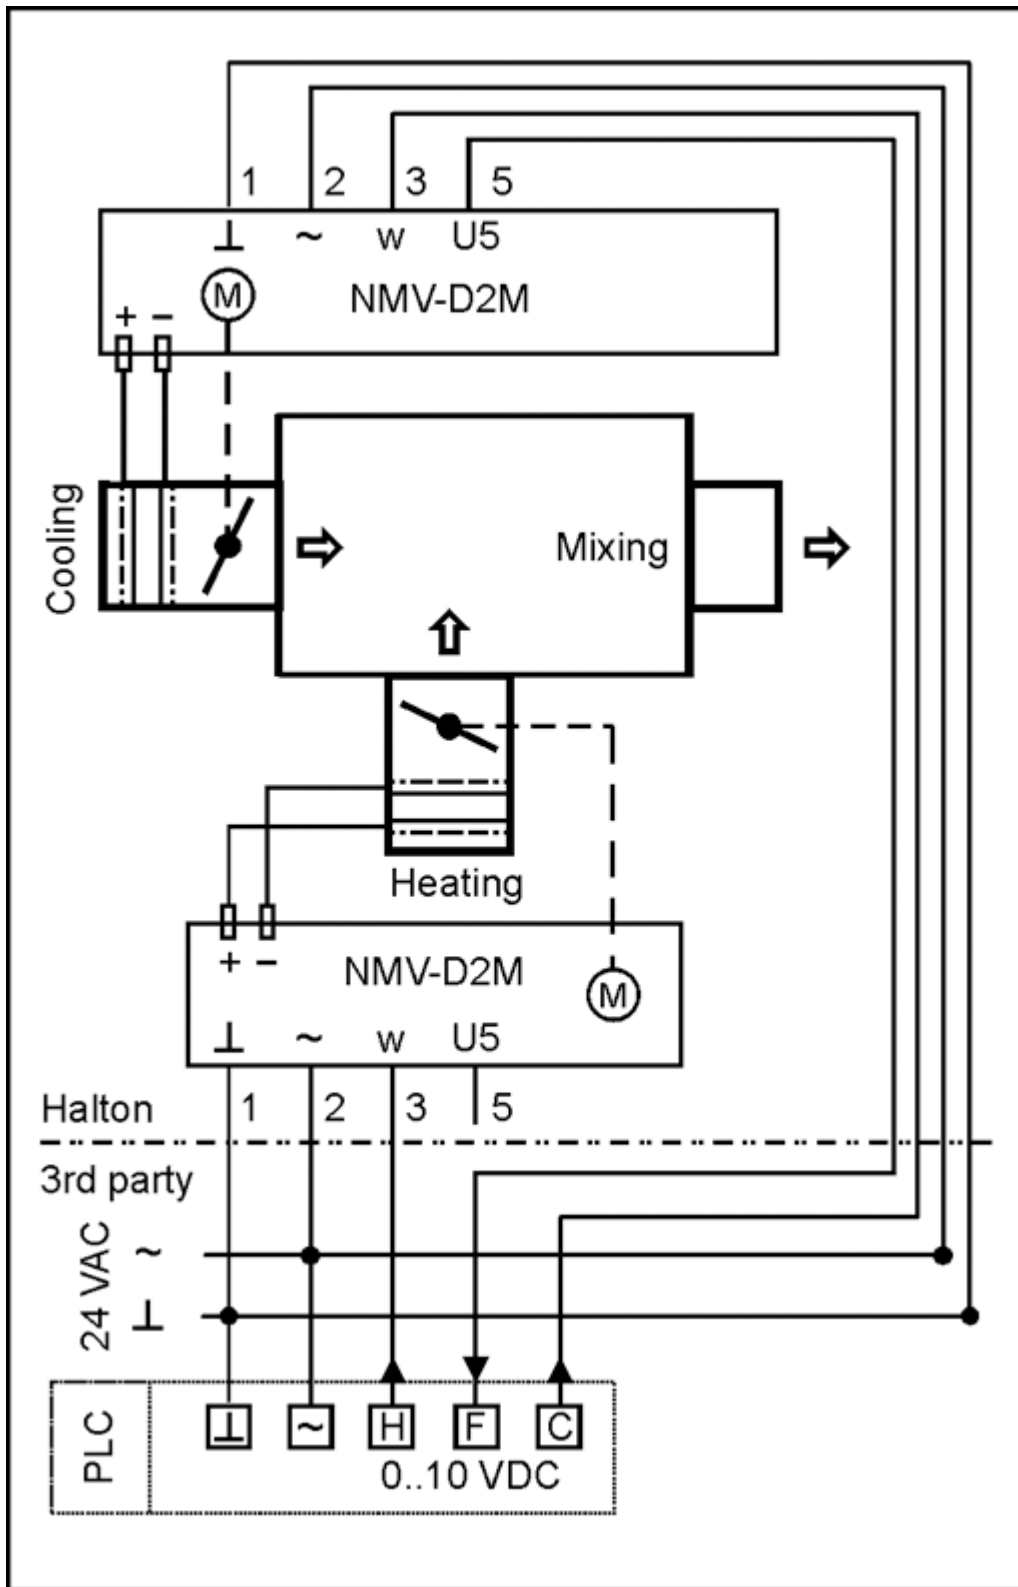 1 2 3 5
⊥ ~ w U5
M NMV-D2M
+ −
Cooling
Mixing
Heating
+ − NMV-D2M
M
⊥ ~ w U5
1 2 3 5
Halton
3rd party
24 VAC
~
⊥
PLC
⊥ ~ H F C
0..10 VDC